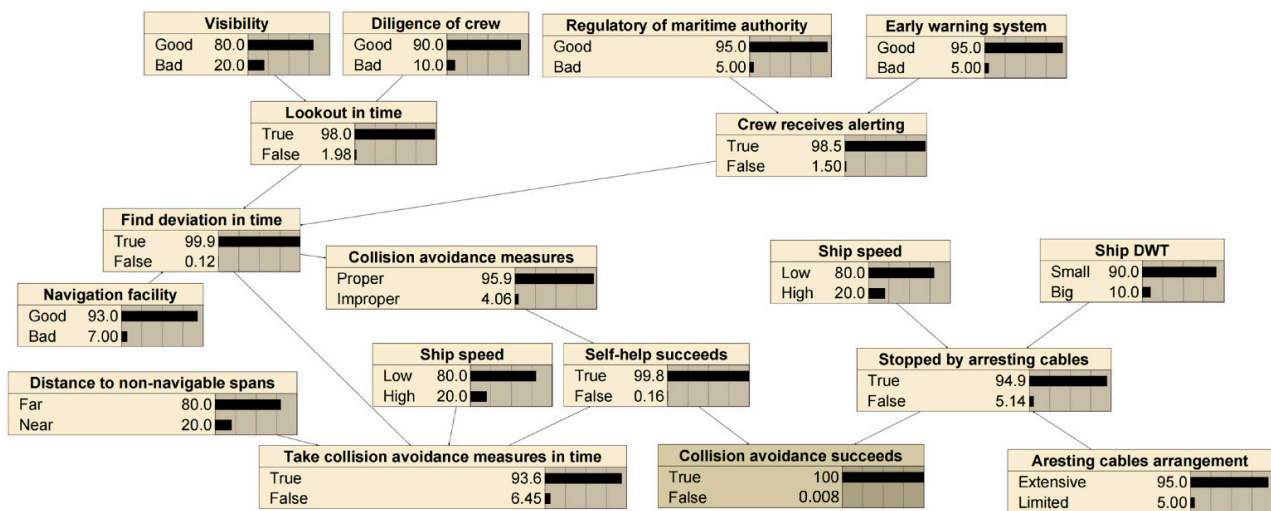 Visibility
Good 80.0
Bad 20.0
Diligence of crew
Good 90.0
Bad 10.0
Regulatory of maritime authority
Good 95.0
Bad 5.00
Early warning system
Good 95.0
Bad 5.00
Lookout in time
True 98.0
False 1.98
Crew receives alerting
True 98.5
False 1.50
Find deviation in time
True 99.9
False 0.12
Collision avoidance measures
Proper 95.9
Improper 4.06
Ship speed
Low 80.0
High 20.0
Ship DWT
Small 90.0
Big 10.0
Navigation facility
Good 93.0
Bad 7.00
Ship speed
Low 80.0
High 20.0
Self-help succeeds
True 99.8
False 0.16
Stopped by arresting cables
True 94.9
False 5.14
Distance to non-navigable spans
Far 80.0
Near 20.0
Take collision avoidance measures in time
True 93.6
False 6.45
Collision avoidance succeeds
True 100
False 0.008
Aresting cables arrangement
Extensive 95.0
Limited 5.00